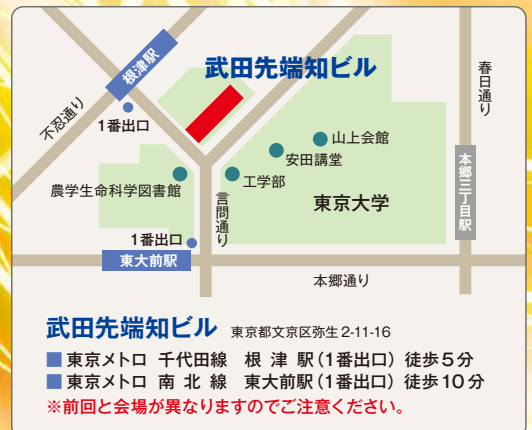 根津駅
武田先端知ビル
春日通り
不忍通り
1番出口
山上会館
安田講堂
本郷三丁目駅
農学生命科学図書館
工学部
言問通り
東京大学
1番出口
東大前駅
本郷通り
武田先端知ビル 東京都文京区弥生2-11-16
■東京メトロ 千代田線 根 津 駅(1番出口) 徒歩5分
■東京メトロ 南 北 線 東大前駅(1番出口) 徒歩10分
※前回と会場が異なりますのでご注意ください。